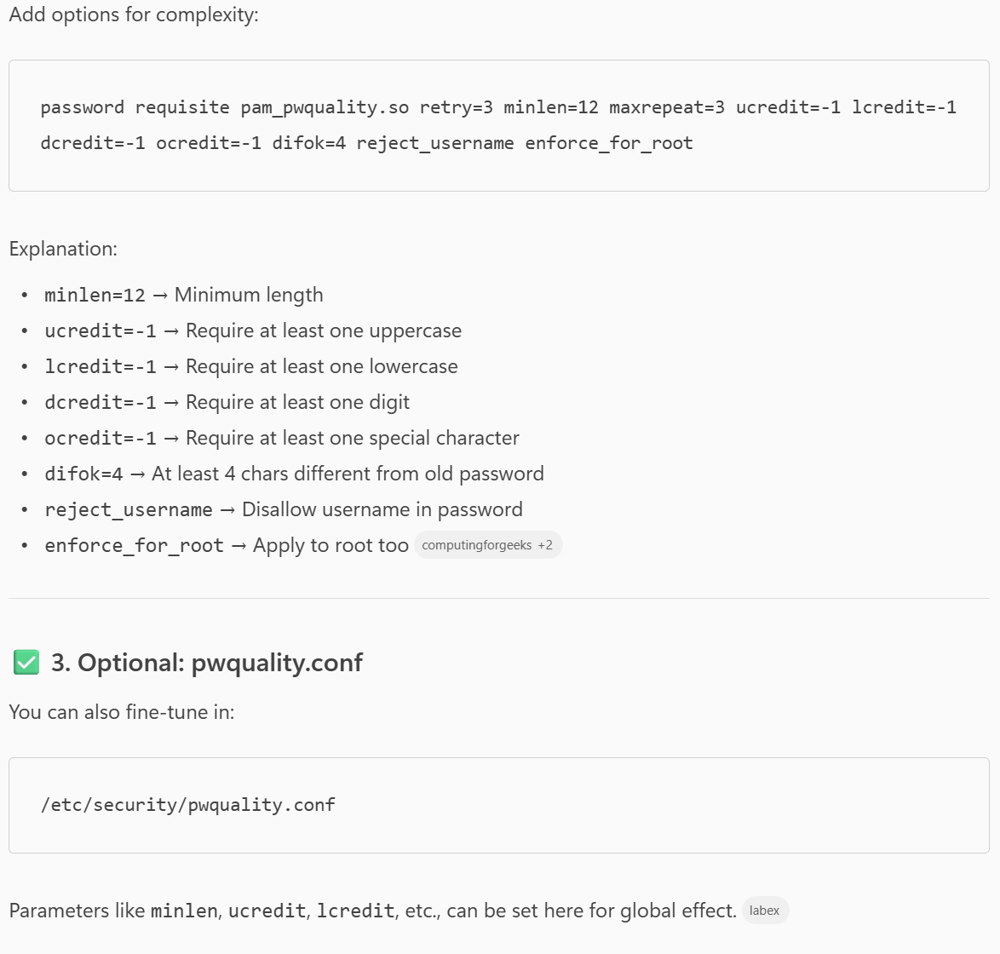 Add options for complexity:
password requisite pam_pwquality.so retry=3 minlen=12 maxrepeat=3 ucredit=-1 lcredit=-1
dcredit=-1 ocredit=-1 difok=4 reject_username enforce_for_root
Explanation:
• minlen=12 → Minimum length
• ucredit=-1 → Require at least one uppercase
• lcredit=-1 → Require at least one lowercase
• dcredit=-1 → Require at least one digit
• ocredit=-1 → Require at least one special character
• difok=4 → At least 4 chars different from old password
• reject_username → Disallow username in password
• enforce_for_root → Apply to root too computingforgeeks +2
✅ 3. Optional: pwquality.conf
You can also fine-tune in:
/etc/security/pwquality.conf
Parameters like minlen, ucredit, lcredit, etc., can be set here for global effect. labex